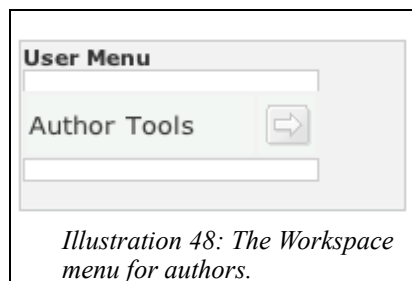 User Menu
Author Tools
Illustration 48: The Workspace
menu for authors.